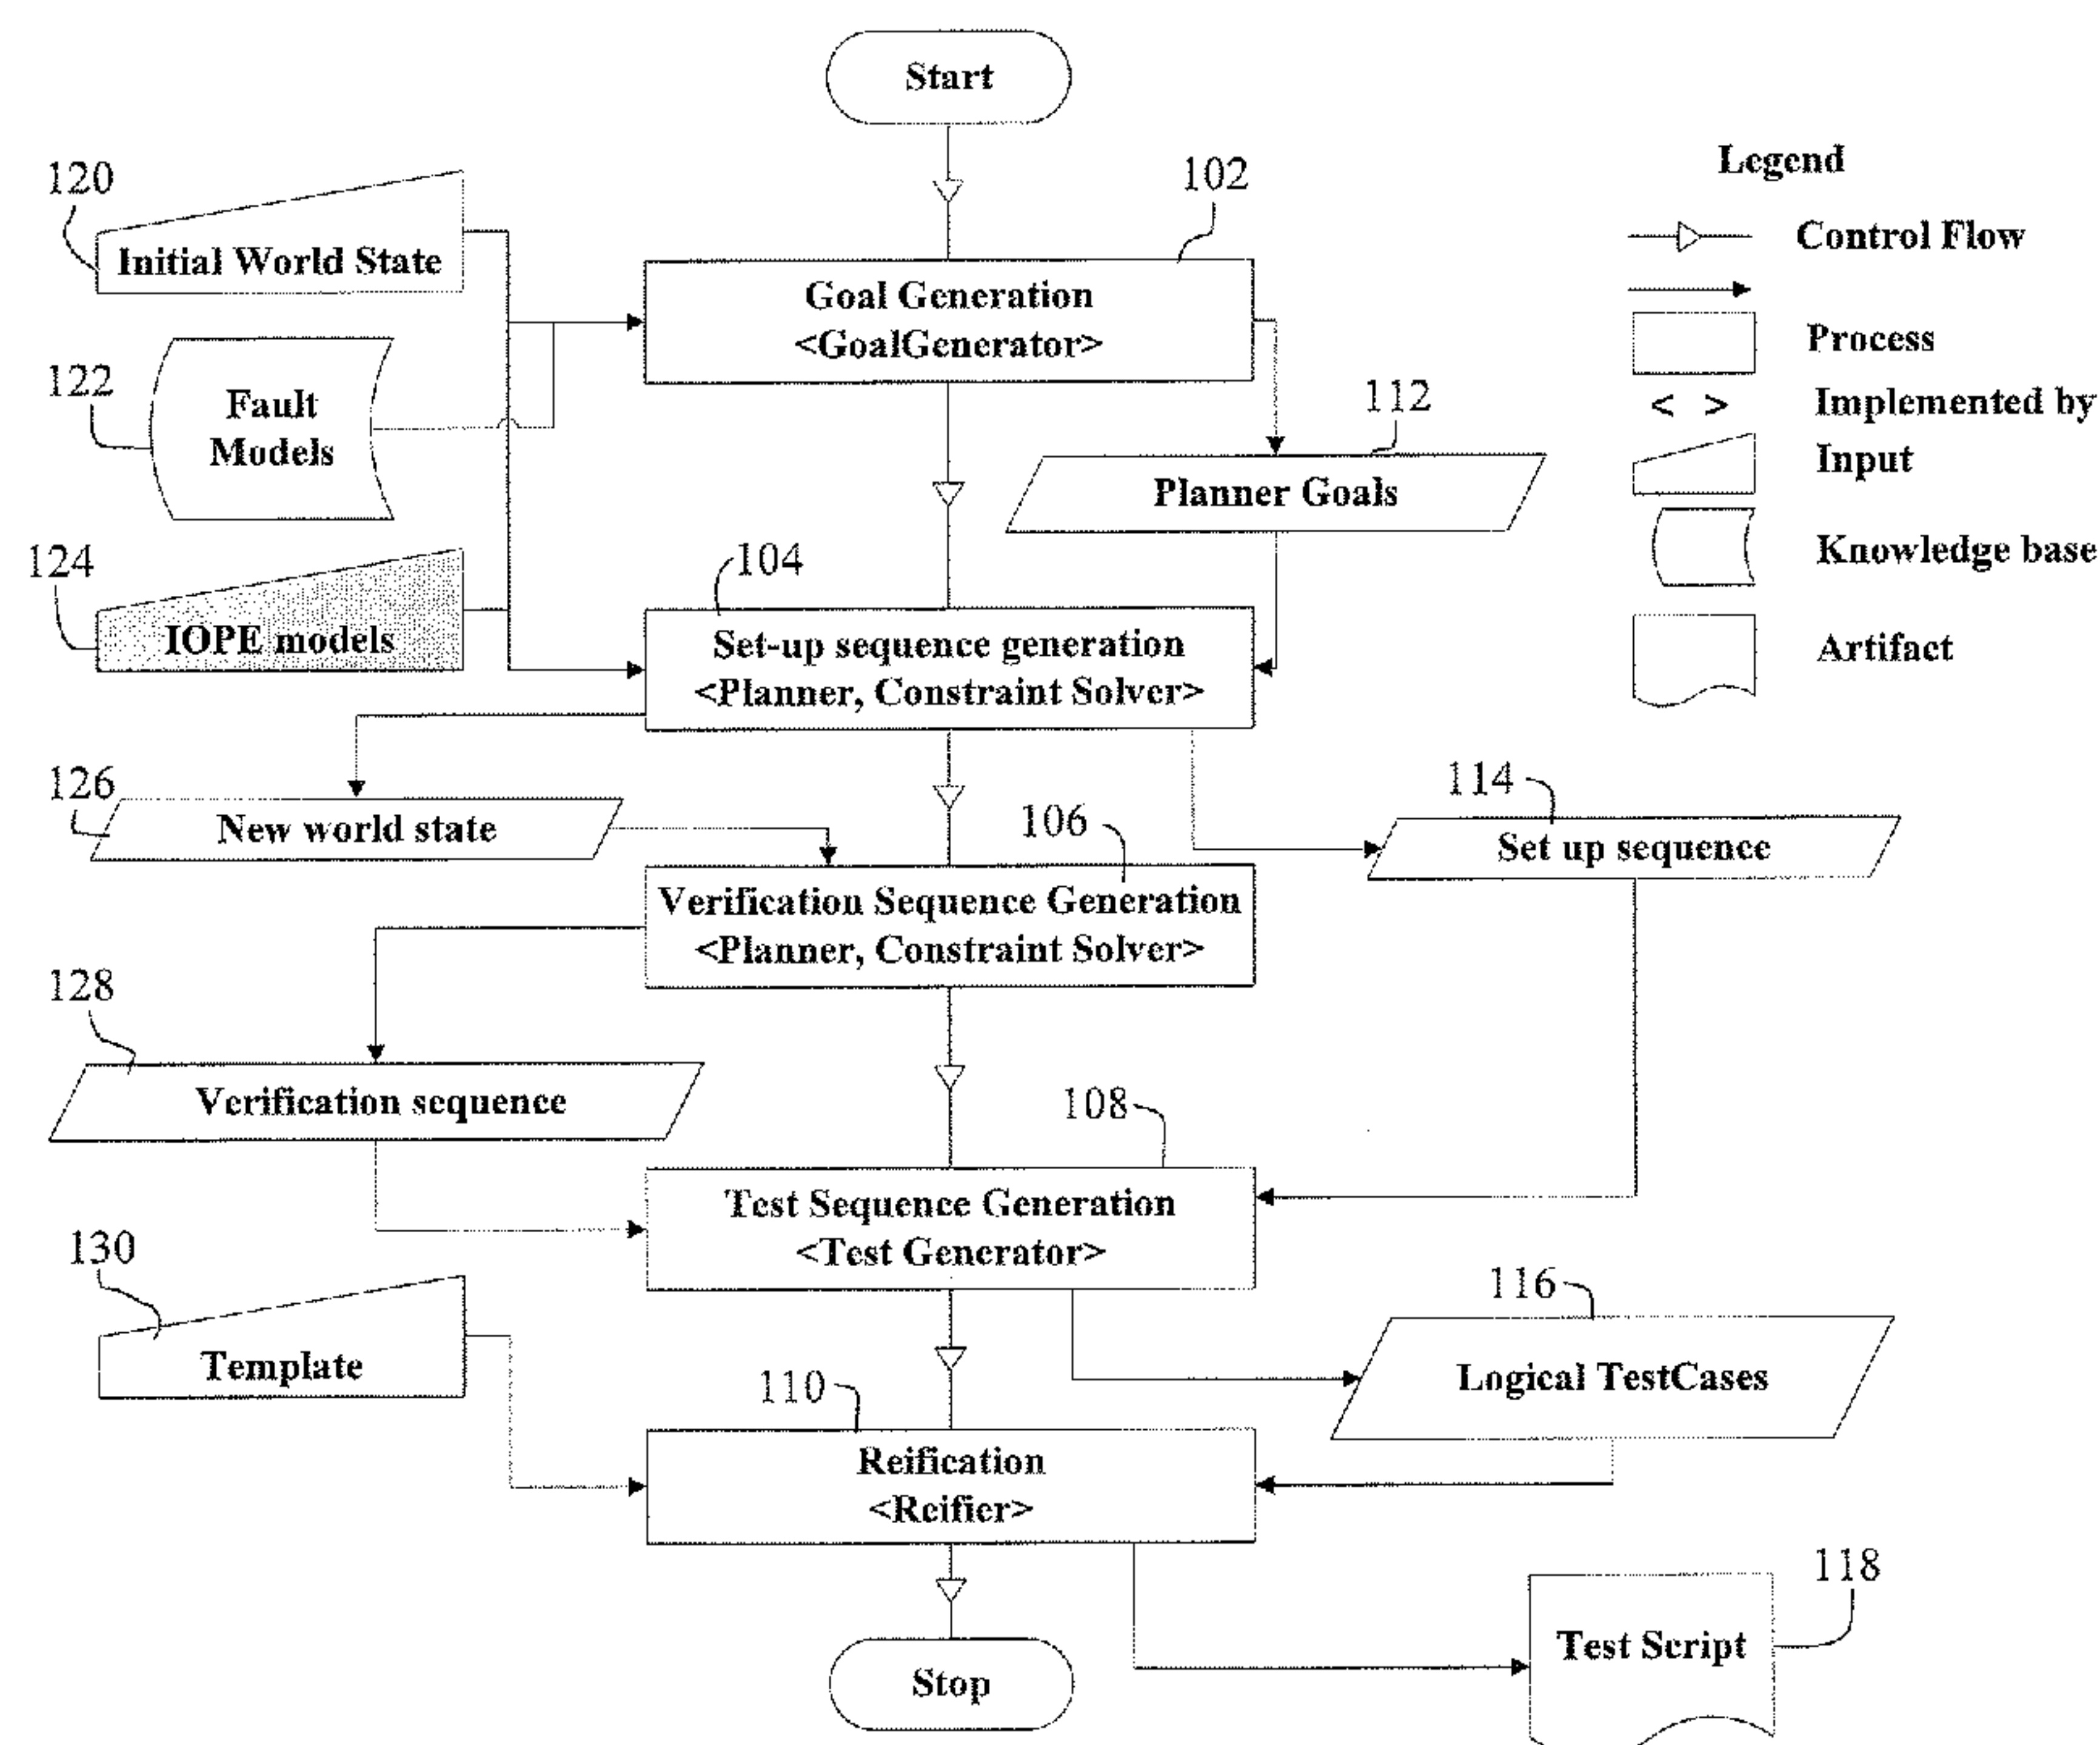 Start
120
102
Legend
Initial World State
Control Flow
Goal Generation
<GoalGenerator>
Process
122
Fault
Models
112
< >
Implemented by
Input
Planner Goals
124
104
Knowledge base
IOPE models
Set-up sequence generation
<Planner, Constraint Solver>
Artifact
126
New world state
106
114
Set up sequence
Verification Sequence Generation
<Planner, Constraint Solver>
128
Verification sequence
108
Test Sequence Generation
<Test Generator>
130
Template
116
Logical TestCases
110
Reification
<Reifier>
118
Test Script
Stop